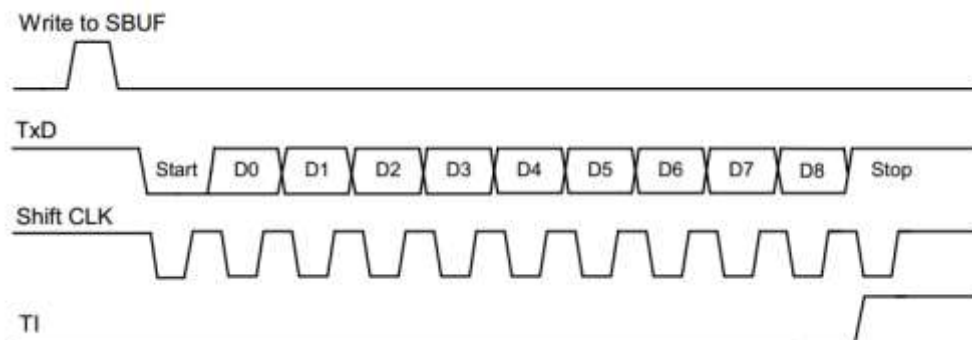 Write to SBUF
TxD
Start D0 D1 D2 D3 D4 D5 D6 D7 D8 Stop
Shift CLK
TI